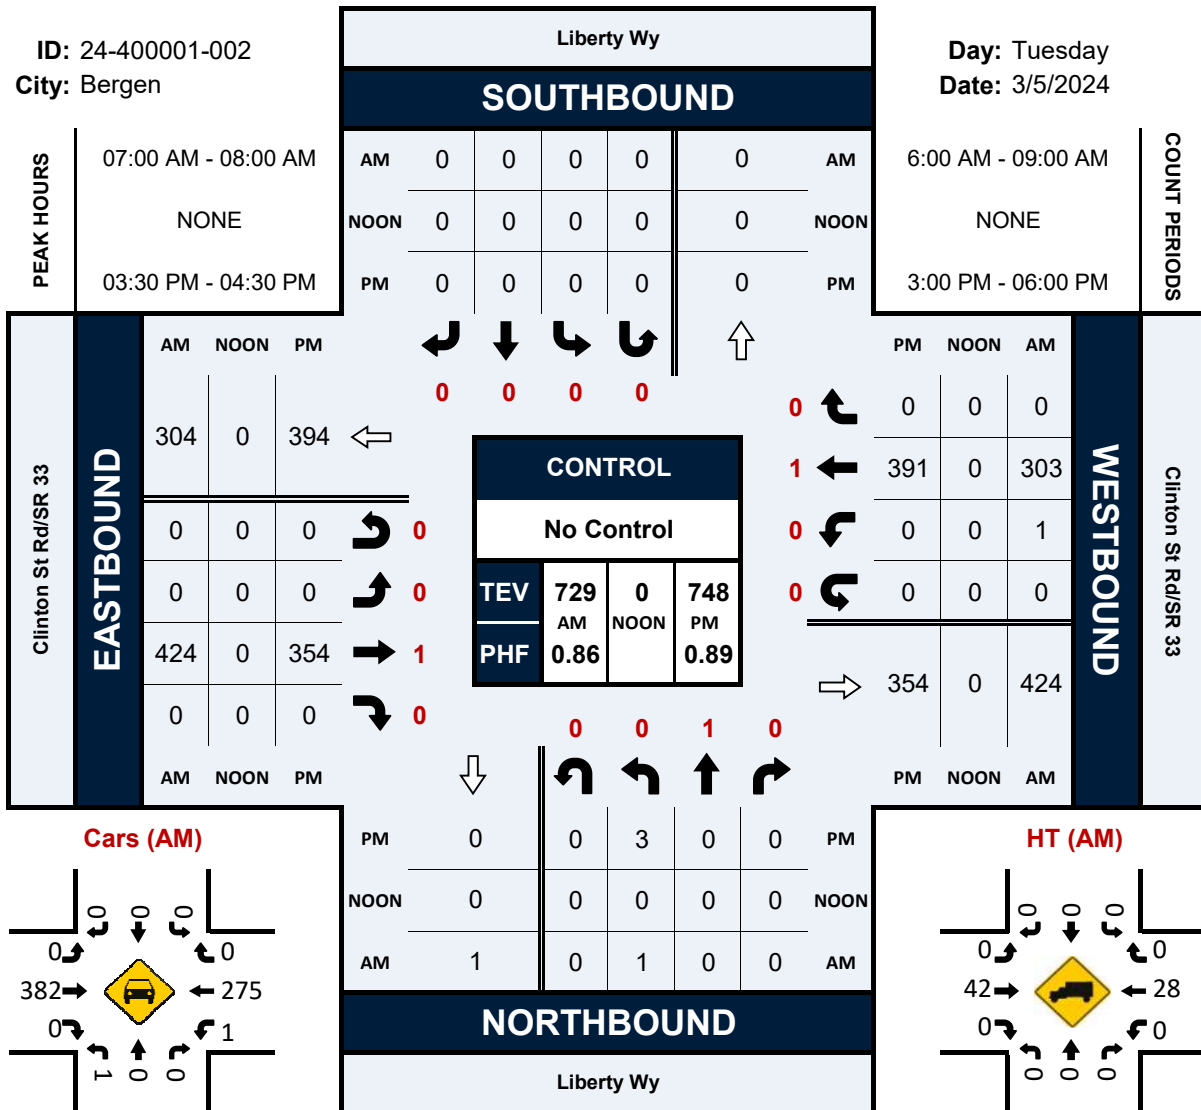 Liberty Wy
ID: 24-400001-002
Day: Tuesday
City: Bergen
Date: 3/5/2024
SOUTHBOUND
PEAK HOURS
07:00 AM - 08:00 AM
NONE
03:30 PM - 04:30 PM
AM 0 0 0 0 0 AM
NOON 0 0 0 0 0 NOON
PM 0 0 0 0 0 PM
6:00 AM - 09:00 AM
NONE
3:00 PM - 06:00 PM
COUNT PERIODS
0 0 0 0
Clinton St Rd/SR 33
EASTBOUND
AM NOON PM
304 0 394
0 0 0 0
0 0 0 0
424 0 354 1
0 0 0 0
AM NOON PM
CONTROL
No Control
TEV 729 0 748
AM NOON PM
PHF 0.86 0.89
PM NOON AM
0 0 0 0
1 391 0 303
0 0 0 1
0 0 0 0
354 0 424
PM NOON AM
WESTBOUND
Clinton St Rd/SR 33
0 0 1 0
PM 0 0 3 0 0 PM
NOON 0 0 0 0 0 NOON
AM 1 0 1 0 0 AM
NORTHBOUND
Liberty Wy
Cars (AM)
0 0 0
0 0
382 275
0 1
1 0 0
HT (AM)
0 0 0
0 0
42 28
0 0
0 0 0